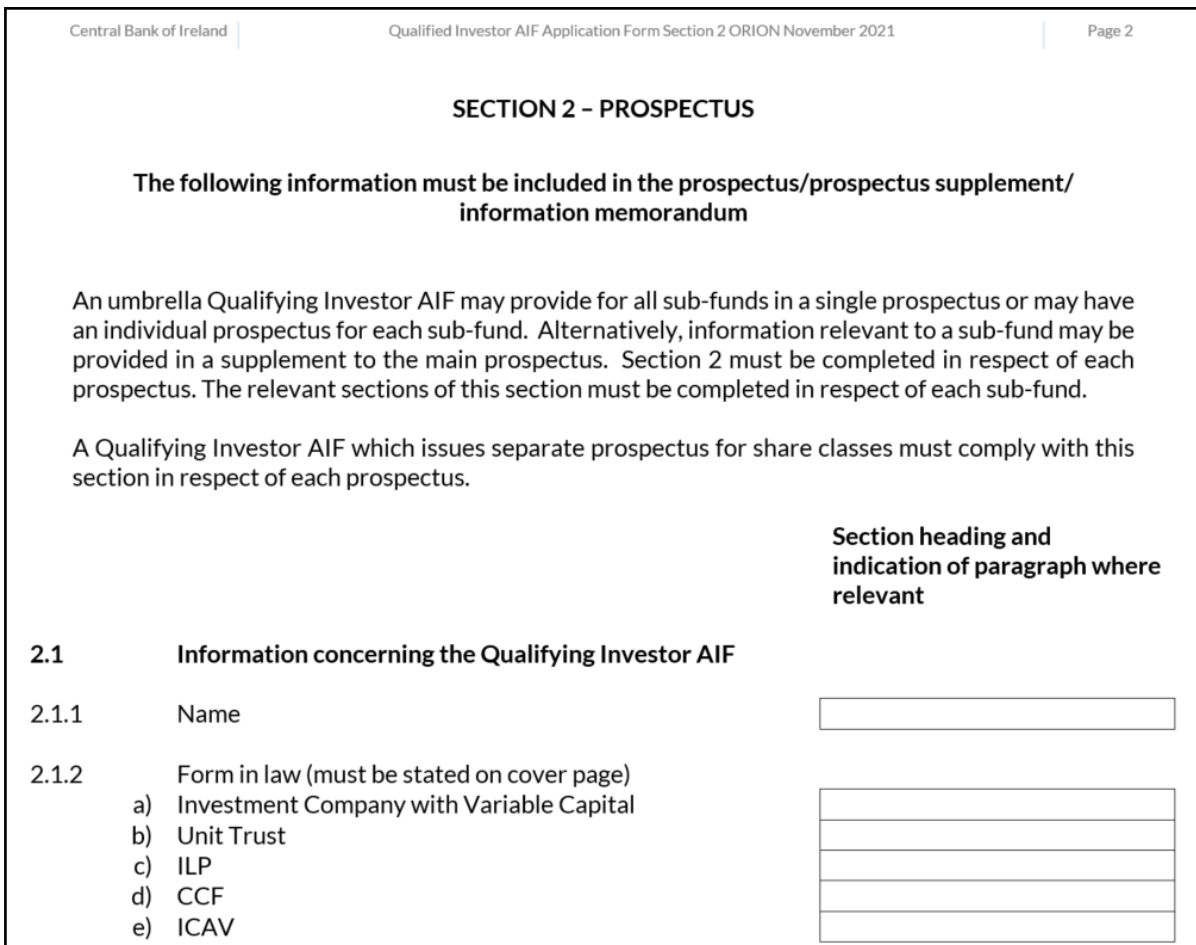 Central Bank of Ireland
Qualified Investor AIF Application Form Section 2 ORION November 2021
Page 2
SECTION 2 – PROSPECTUS
The following information must be included in the prospectus/prospectus supplement/
information memorandum
An umbrella Qualifying Investor AIF may provide for all sub-funds in a single prospectus or may have
an individual prospectus for each sub-fund.  Alternatively, information relevant to a sub-fund may be
provided in a supplement to the main prospectus.  Section 2 must be completed in respect of each
prospectus. The relevant sections of this section must be completed in respect of each sub-fund.
A Qualifying Investor AIF which issues separate prospectus for share classes must comply with this
section in respect of each prospectus.
Section heading and
indication of paragraph where
relevant
2.1 Information concerning the Qualifying Investor AIF
2.1.1 Name
2.1.2 Form in law (must be stated on cover page)
a) Investment Company with Variable Capital
b) Unit Trust
c) ILP
d) CCF
e) ICAV